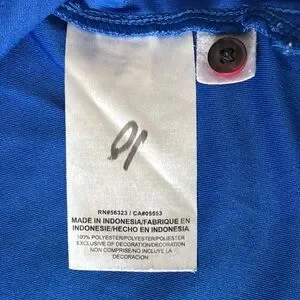 RN#56323 / CA#05553
MADE IN INDONESIA/FABRIQUE EN
INDONESIE/HECHO EN INDONESIA
100% POLYESTER/POLYESTER/POLIESTER
EXCLUSIVE OF DECORATION/DECORATION
NON COMPRISE/NO INCLUYE LA
DECORACION